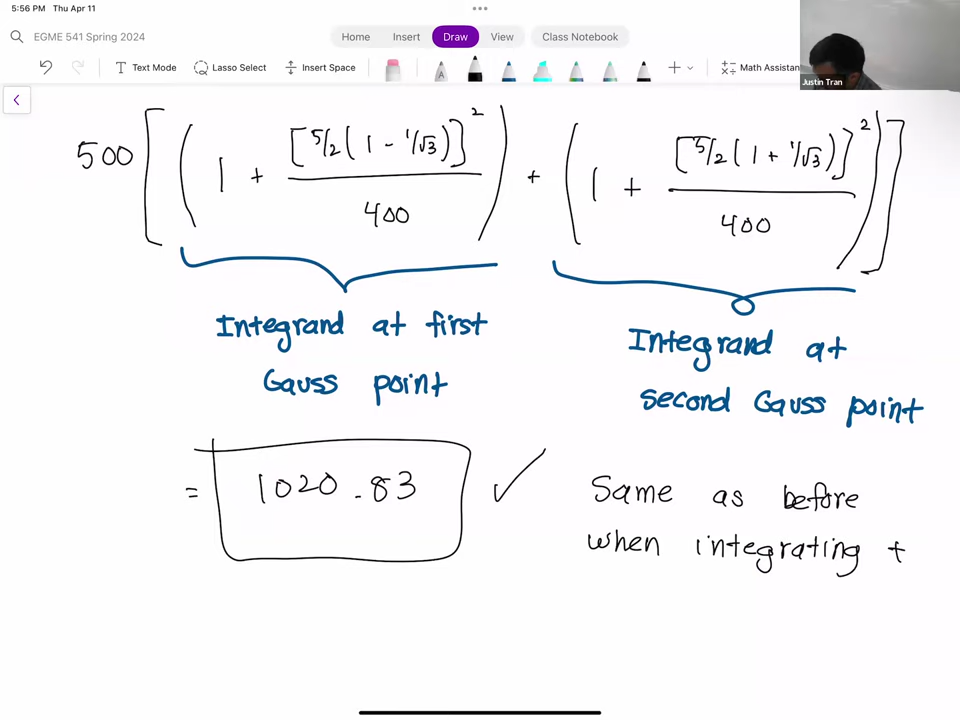 5:56 PM Thu Apr 11
EGME 541 Spring 2024
Home Insert Draw View Class Notebook
Text Mode Lasso Select Insert Space A Math Assistan
Justin Tran
500 [ ( 1 + [5/2 ( 1 - 1/√3 )]² / 400 ) + ( 1 + [5/2 ( 1 + 1/√3 )]² / 400 ) ]
Integrand at first
Gauss point
Integrand at
second Gauss point
= 1020.83 ✓
Same as before
when integrating +